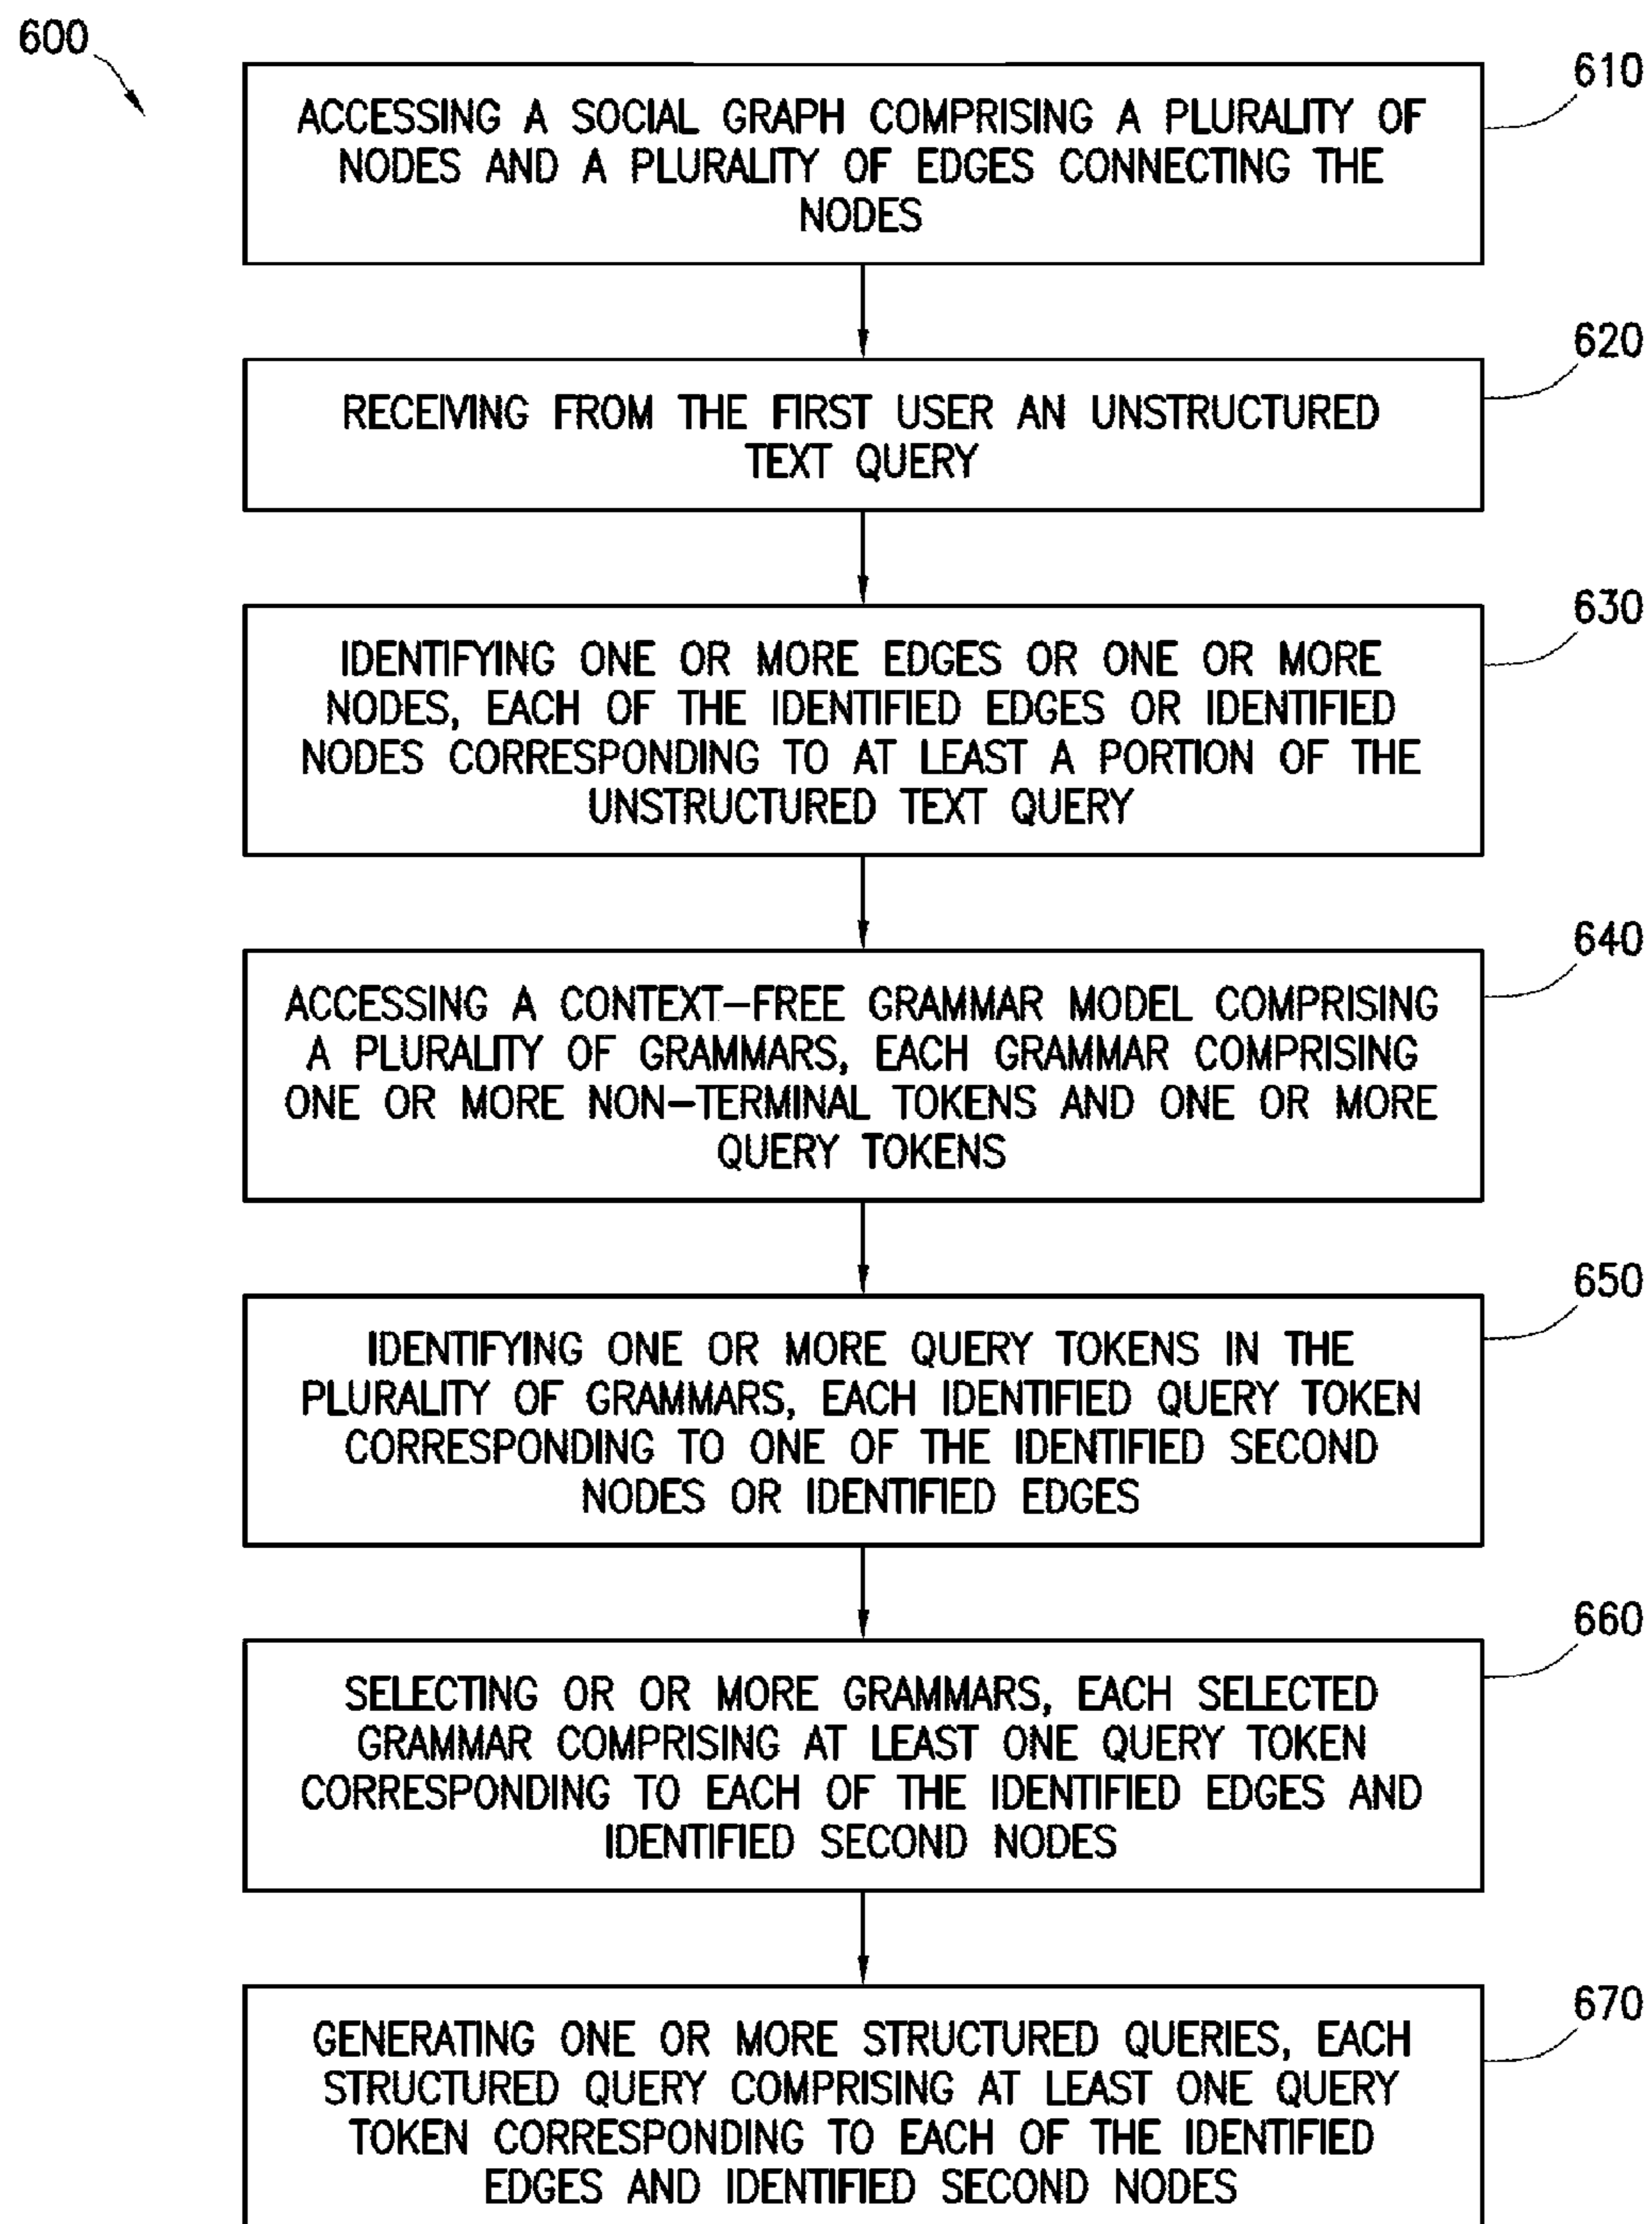 600
610
ACCESSING A SOCIAL GRAPH COMPRISING A PLURALITY OF
NODES AND A PLURALITY OF EDGES CONNECTING THE
NODES
620
RECEIVING FROM THE FIRST USER AN UNSTRUCTURED
TEXT QUERY
630
IDENTIFYING ONE OR MORE EDGES OR ONE OR MORE
NODES, EACH OF THE IDENTIFIED EDGES OR IDENTIFIED
NODES CORRESPONDING TO AT LEAST A PORTION OF THE
UNSTRUCTURED TEXT QUERY
640
ACCESSING A CONTEXT-FREE GRAMMAR MODEL COMPRISING
A PLURALITY OF GRAMMARS, EACH GRAMMAR COMPRISING
ONE OR MORE NON-TERMINAL TOKENS AND ONE OR MORE
QUERY TOKENS
650
IDENTIFYING ONE OR MORE QUERY TOKENS IN THE
PLURALITY OF GRAMMARS, EACH IDENTIFIED QUERY TOKEN
CORRESPONDING TO ONE OF THE IDENTIFIED SECOND
NODES OR IDENTIFIED EDGES
660
SELECTING OR OR MORE GRAMMARS, EACH SELECTED
GRAMMAR COMPRISING AT LEAST ONE QUERY TOKEN
CORRESPONDING TO EACH OF THE IDENTIFIED EDGES AND
IDENTIFIED SECOND NODES
670
GENERATING ONE OR MORE STRUCTURED QUERIES, EACH
STRUCTURED QUERY COMPRISING AT LEAST ONE QUERY
TOKEN CORRESPONDING TO EACH OF THE IDENTIFIED
EDGES AND IDENTIFIED SECOND NODES